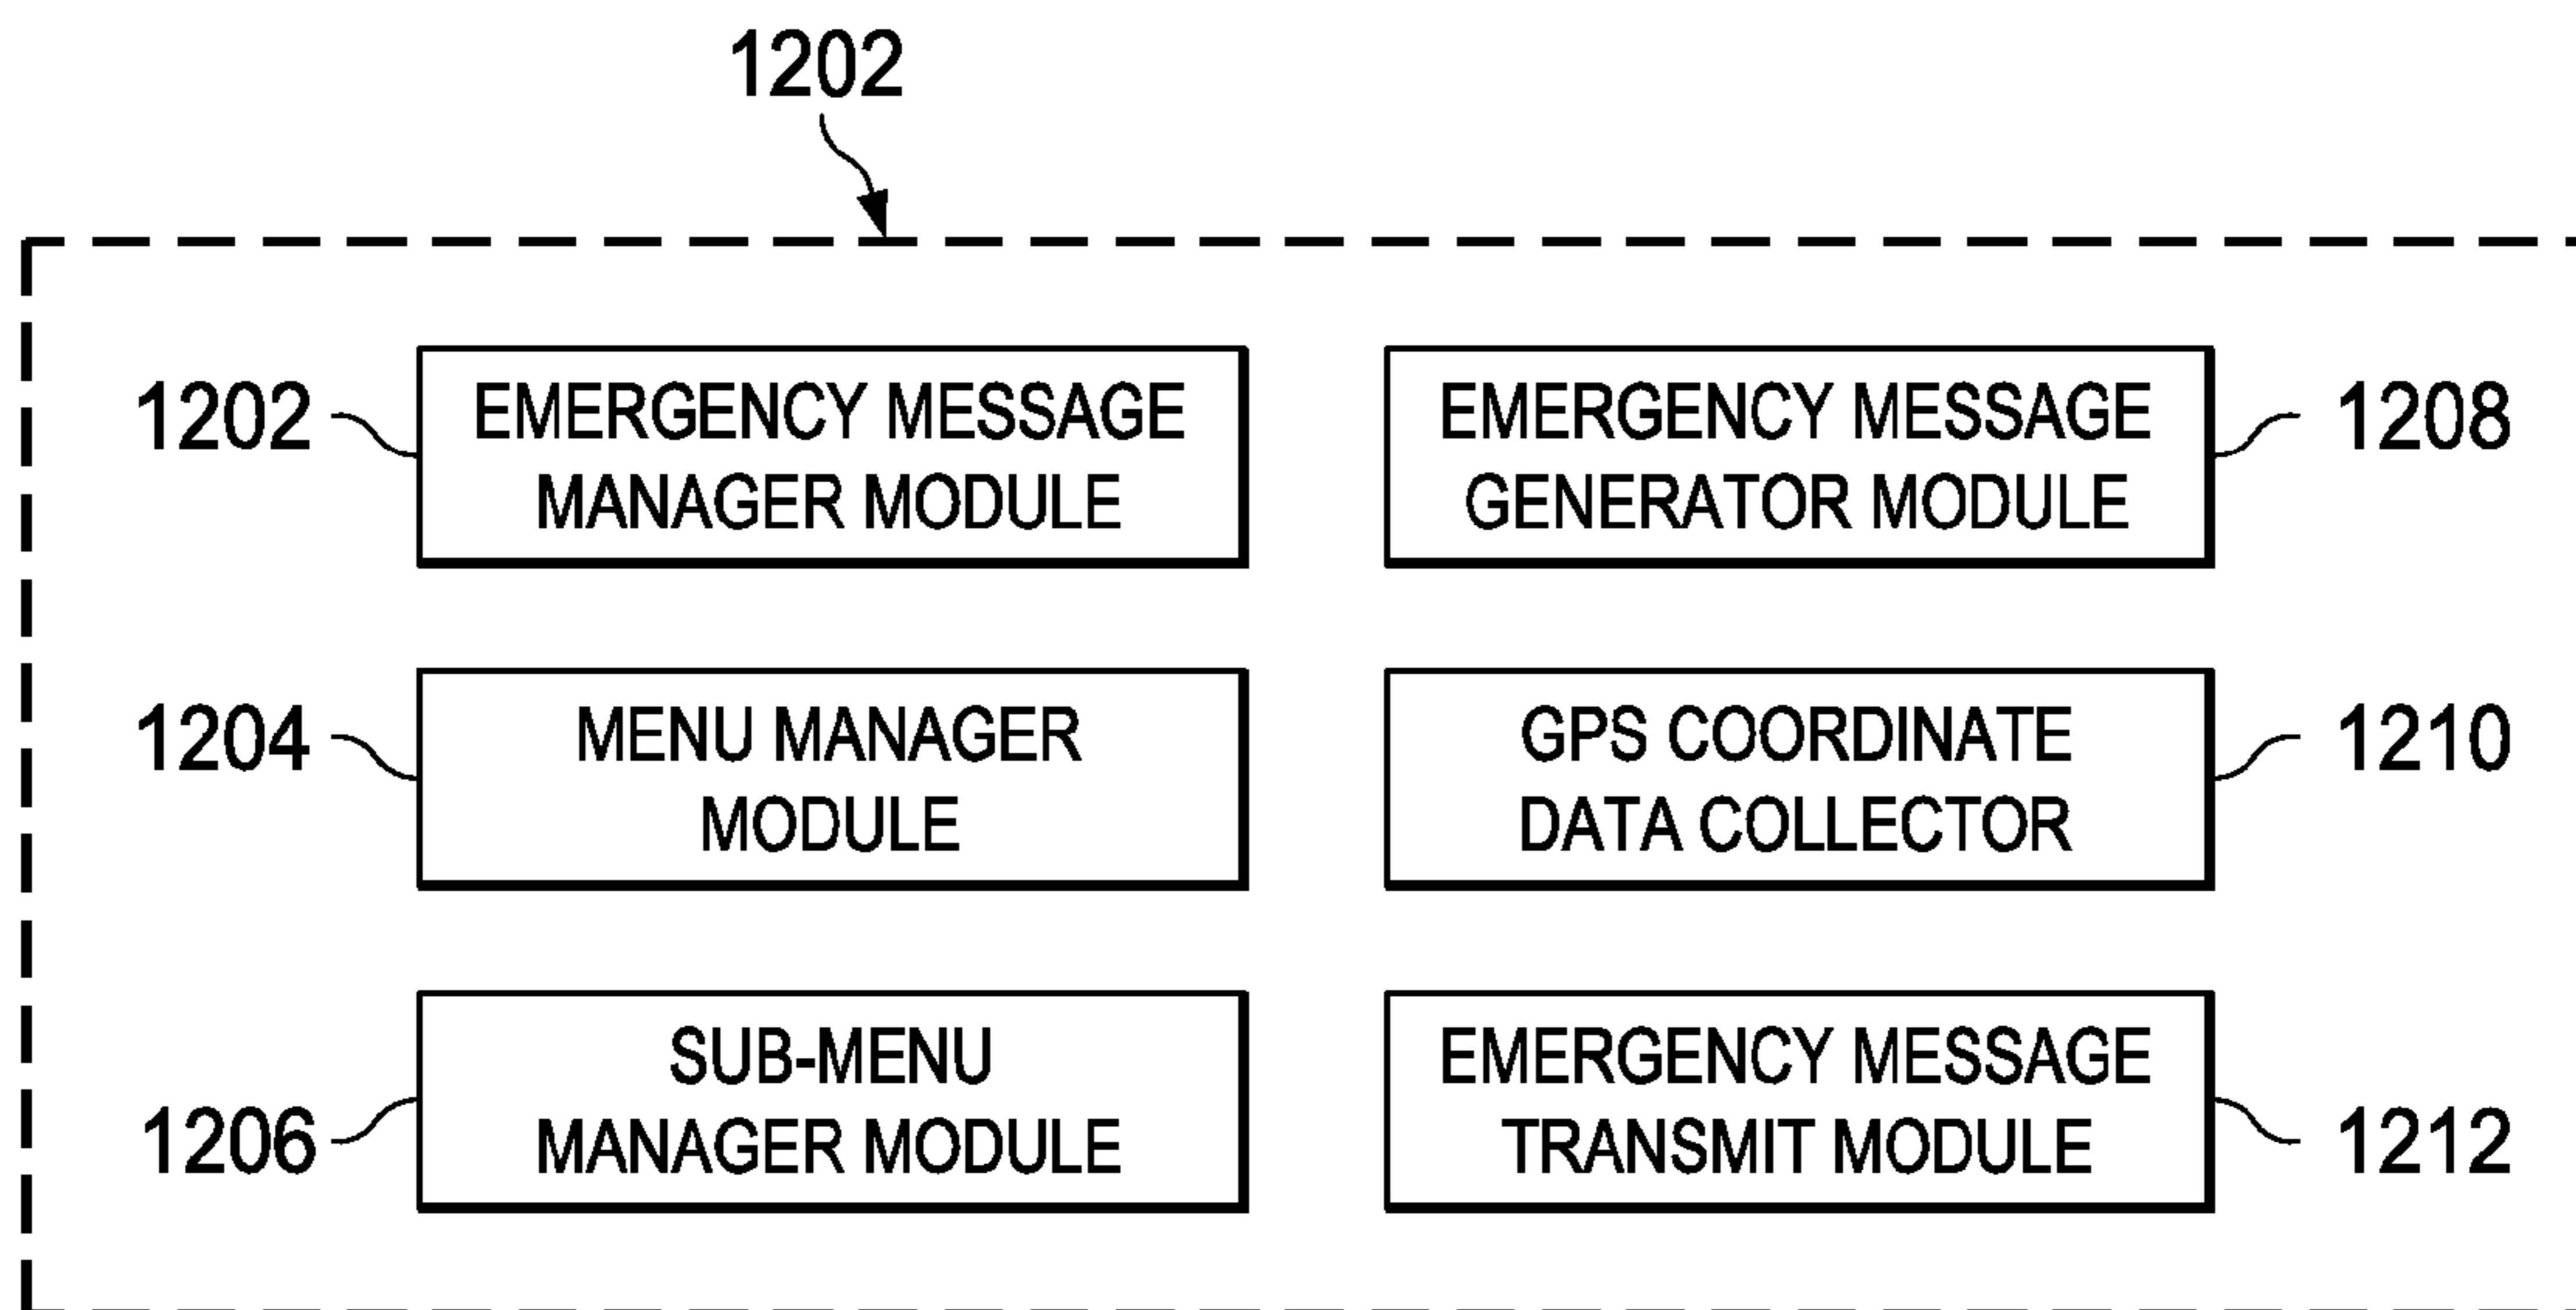 1202
1202
EMERGENCY MESSAGE
MANAGER MODULE
EMERGENCY MESSAGE
GENERATOR MODULE
1208
1204
MENU MANAGER
MODULE
GPS COORDINATE
DATA COLLECTOR
1210
1206
SUB-MENU
MANAGER MODULE
EMERGENCY MESSAGE
TRANSMIT MODULE
1212